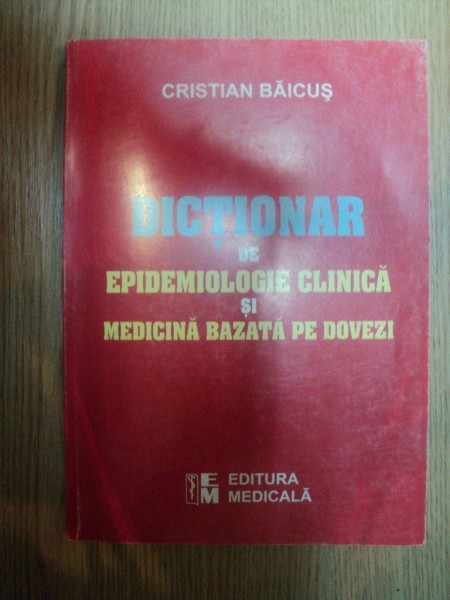 CRISTIAN BĂICUŞ
DICŢIONAR
DE
EPIDEMIOLOGIE CLINICĂ
ŞI
MEDICINĂ BAZATĂ PE DOVEZI
EM EDITURA
MEDICALĂ